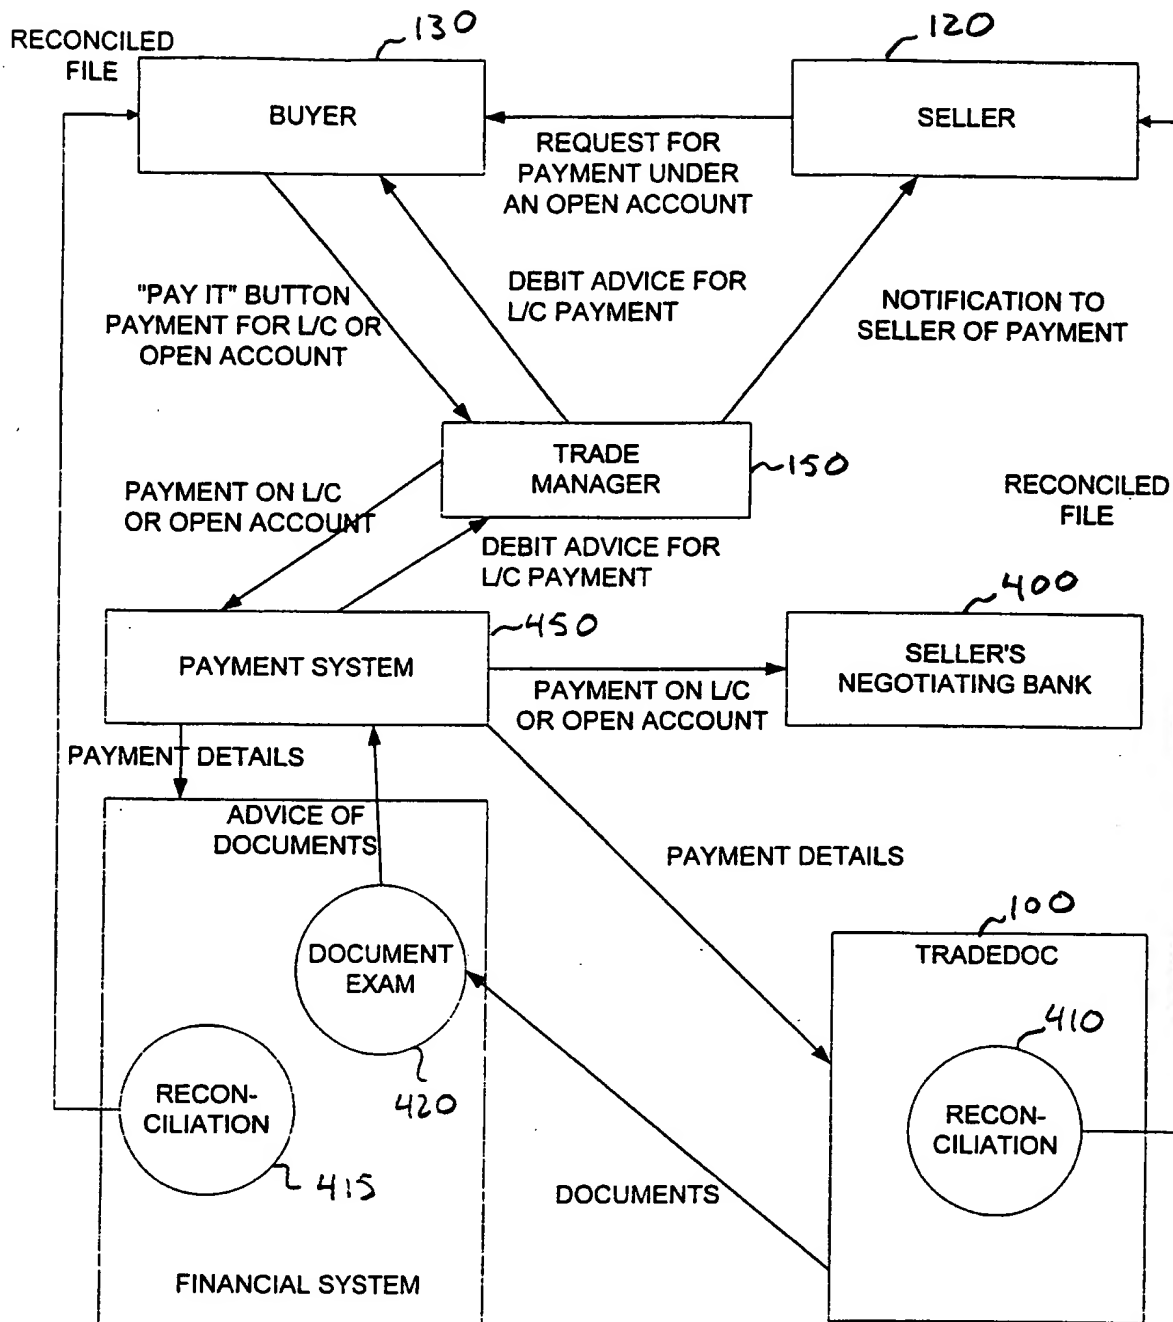 130
120
RECONCILED
FILE
BUYER
SELLER
REQUEST FOR
PAYMENT UNDER
AN OPEN ACCOUNT
"PAY IT" BUTTON
PAYMENT FOR L/C OR
OPEN ACCOUNT
DEBIT ADVICE FOR
L/C PAYMENT
NOTIFICATION TO
SELLER OF PAYMENT
TRADE
MANAGER
150
PAYMENT ON L/C
OR OPEN ACCOUNT
RECONCILED
FILE
DEBIT ADVICE FOR
L/C PAYMENT
400
450
PAYMENT SYSTEM
SELLER'S
NEGOTIATING BANK
PAYMENT ON L/C
OR OPEN ACCOUNT
PAYMENT DETAILS
ADVICE OF
DOCUMENTS
PAYMENT DETAILS
100
TRADEDOC
DOCUMENT
EXAM
410
420
RECON-
CILIATION
RECON-
CILIATION
415
DOCUMENTS
FINANCIAL SYSTEM